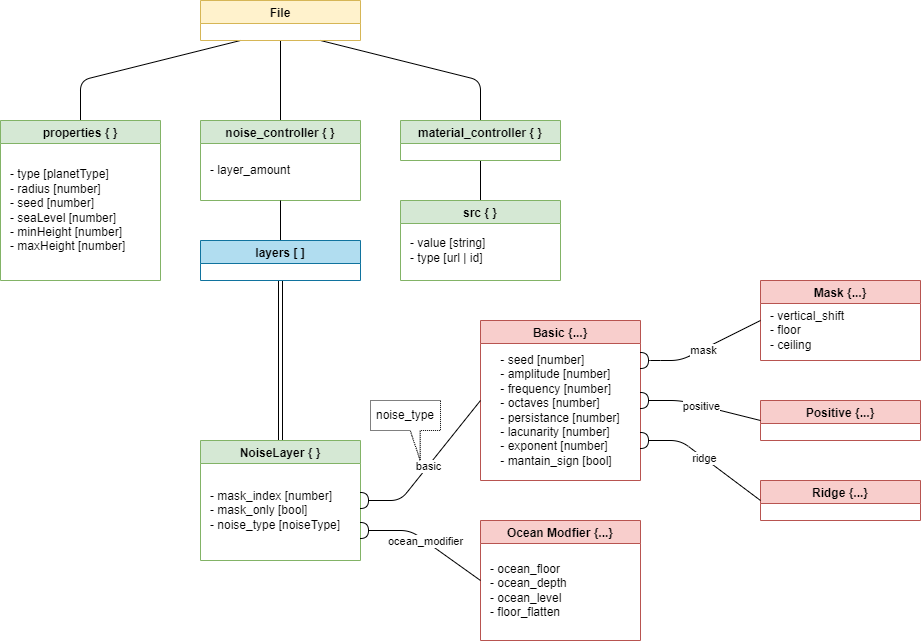 File
properties { }
- type [planetType]
- radius [number]
- seed [number]
- seaLevel [number]
- minHeight [number]
- maxHeight [number]
noise_controller { }
- layer_amount
material_controller { }
src { }
- value [string]
- type [url | id]
layers [ ]
NoiseLayer { }
- mask_index [number]
- mask_only [bool]
- noise_type [noiseType]
noise_type
basic
ocean_modifier
Basic {...}
- seed [number]
- amplitude [number]
- frequency [number]
- octaves [number]
- persistance [number]
- lacunarity [number]
- exponent [number]
- mantain_sign [bool]
Ocean Modfier {...}
- ocean_floor
- ocean_depth
- ocean_level
- floor_flatten
mask
positive
ridge
Mask {...}
- vertical_shift
- floor
- ceiling
Positive {...}
Ridge {...}